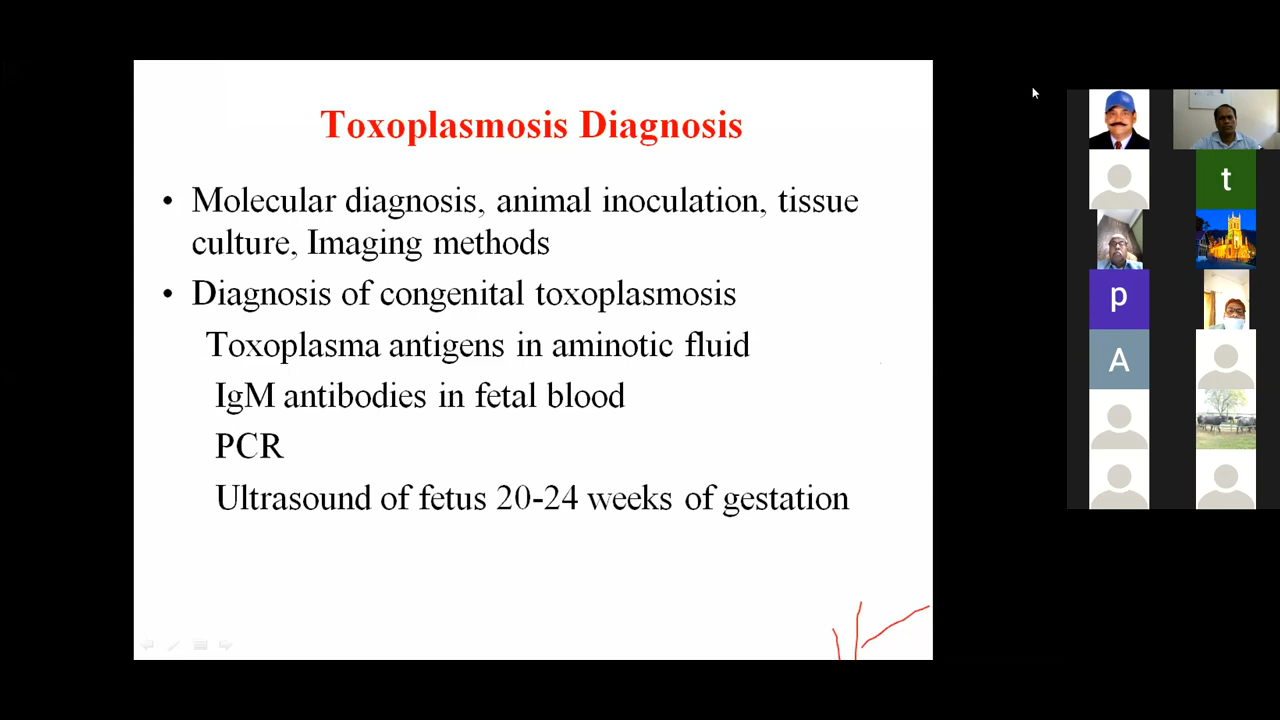 Toxoplasmosis Diagnosis
• Molecular diagnosis, animal inoculation, tissue
culture, Imaging methods
• Diagnosis of congenital toxoplasmosis
Toxoplasma antigens in aminotic fluid
IgM antibodies in fetal blood
PCR
Ultrasound of fetus 20-24 weeks of gestation
t
p
A